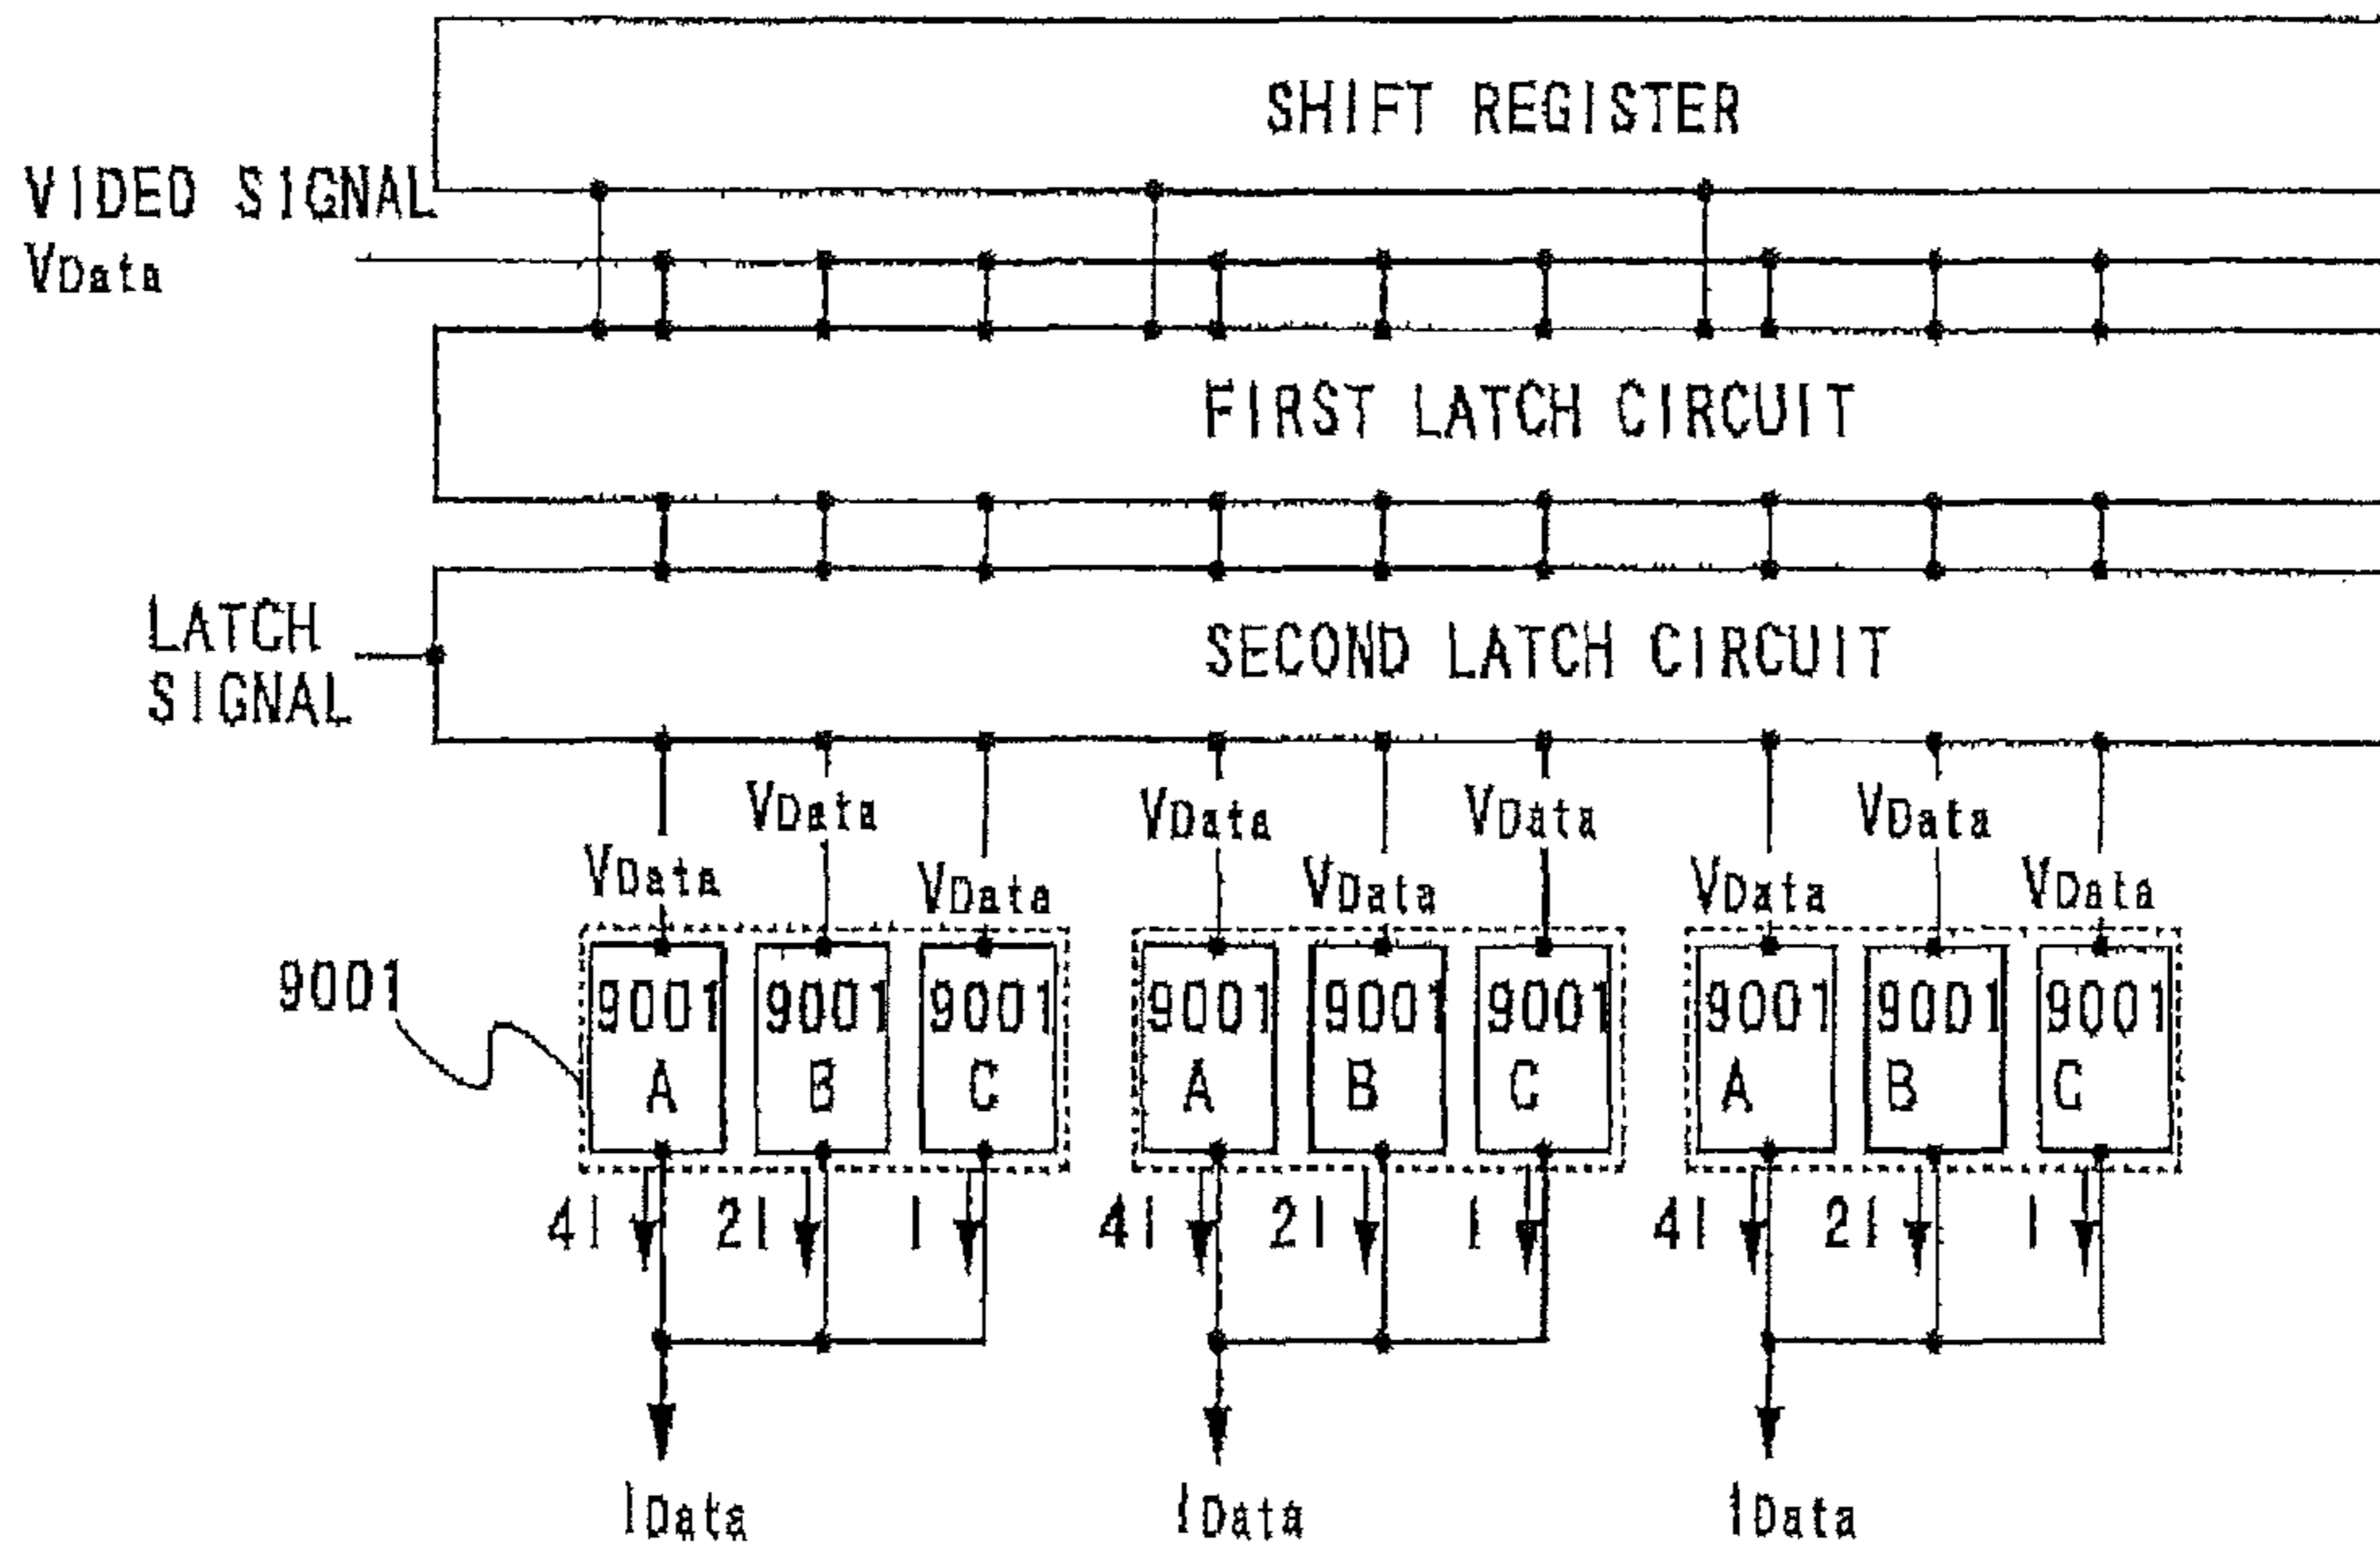 SHIFT REGISTER
VIDEO SIGNAL
VData
FIRST LATCH CIRCUIT
LATCH
SIGNAL
SECOND LATCH CIRCUIT
VData VData VData VData VData VData VData VData VData
9001
9001 A 9001 B 9001 C 9001 A 9001 B 9001 C 9001 A 9001 B 9001 C
4I 2I I 4I 2I I 4I 2I I
IData IData IData